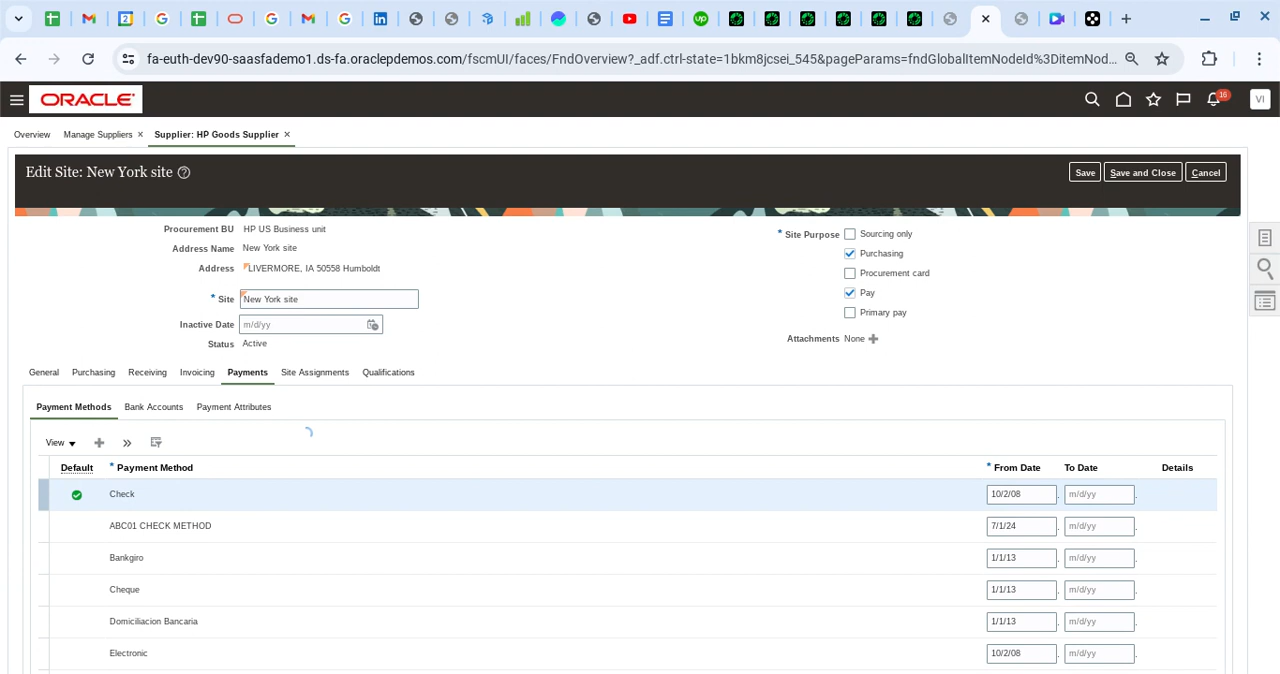 fa-euth-dev90-saasfademo1.ds-fa.oraclepdemos.com/fscmUI/faces/FndOverview?_adf.ctrl-state=1bkm8jcsei_545&pageParams=fndGlobalItemNodeId%3DitemNod...
ORACLE
16
VI
Overview Manage Suppliers × Supplier: HP Goods Supplier ×
Edit Site: New York site ?
Save Save and Close Cancel
Procurement BU HP US Business unit
Address Name New York site
Address LIVERMORE, IA 50558 Humboldt
* Site New York site
Inactive Date m/d/yy
Status Active
* Site Purpose Sourcing only
Purchasing
Procurement card
Pay
Primary pay
Attachments None
General Purchasing Receiving Invoicing Payments Site Assignments Qualifications
Payment Methods Bank Accounts Payment Attributes
View
Default * Payment Method * From Date To Date Details
Check 10/2/08 m/d/yy
ABC01 CHECK METHOD 7/1/24 m/d/yy
Bankgiro 1/1/13 m/d/yy
Cheque 1/1/13 m/d/yy
Domiciliacion Bancaria 1/1/13 m/d/yy
Electronic 10/2/08 m/d/yy